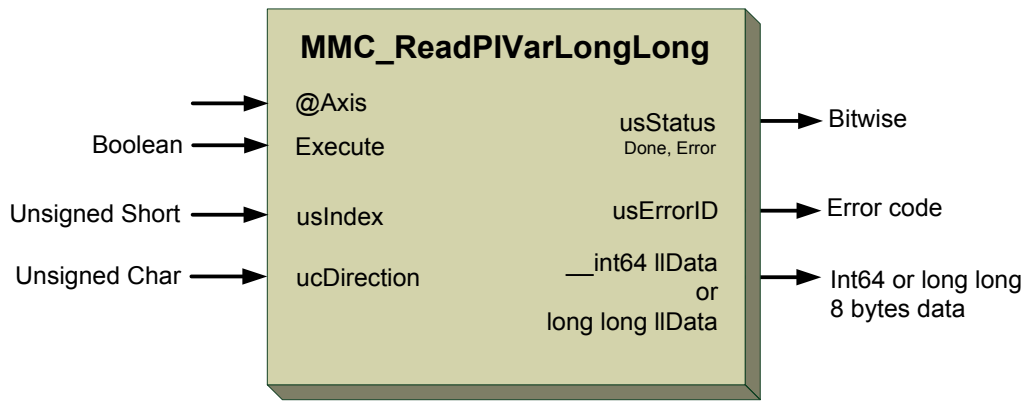 MMC_ReadPIVarLongLong
@Axis
Boolean
Execute
usStatus
Done, Error
Bitwise
Unsigned Short
usIndex
usErrorID
Error code
Unsigned Char
ucDirection
__int64 llData
or
long long llData
Int64 or long long
8 bytes data